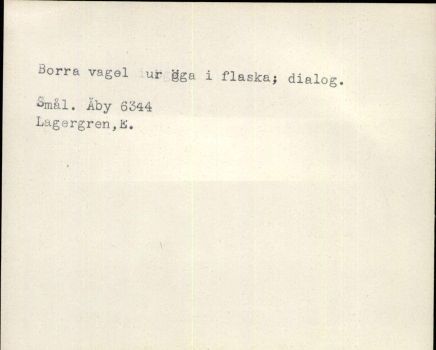 Borra vagel ur öga i flaska; dialog.
Smål. Åby 6344
Lagergren,E.